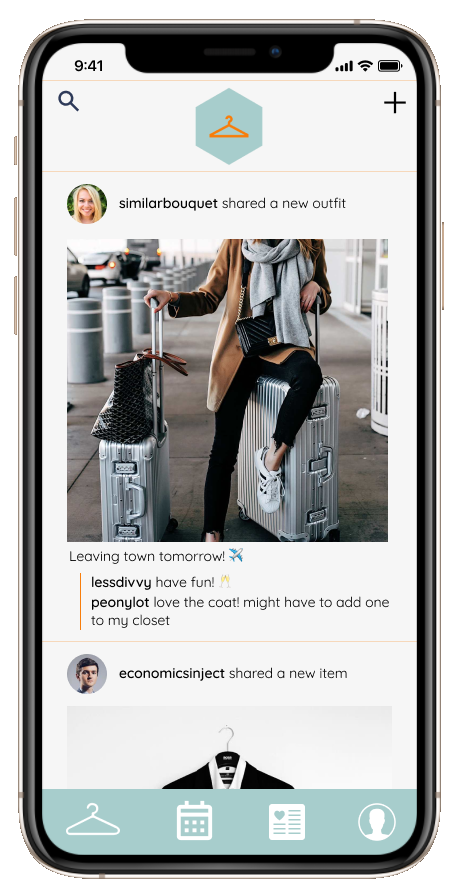 9:41
similarbouquet shared a new outfit
Leaving town tomorrow! ✈️
lessdivvy have fun! 🥂
peonylot love the coat! might have to add one
to my closet
economicsinject shared a new item